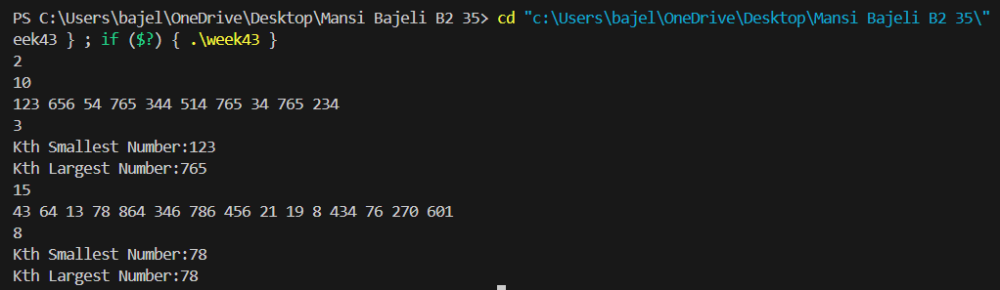 PS C:\Users\bajel\OneDrive\Desktop\Mansi Bajeli B2 35> cd "c:\Users\bajel\OneDrive\Desktop\Mansi Bajeli B2 35\"
eek43 } ; if ($?) { .\week43 }
2
10
123 656 54 765 344 514 765 34 765 234
3
Kth Smallest Number:123
Kth Largest Number:765
15
43 64 13 78 864 346 786 456 21 19 8 434 76 270 601
8
Kth Smallest Number:78
Kth Largest Number:78